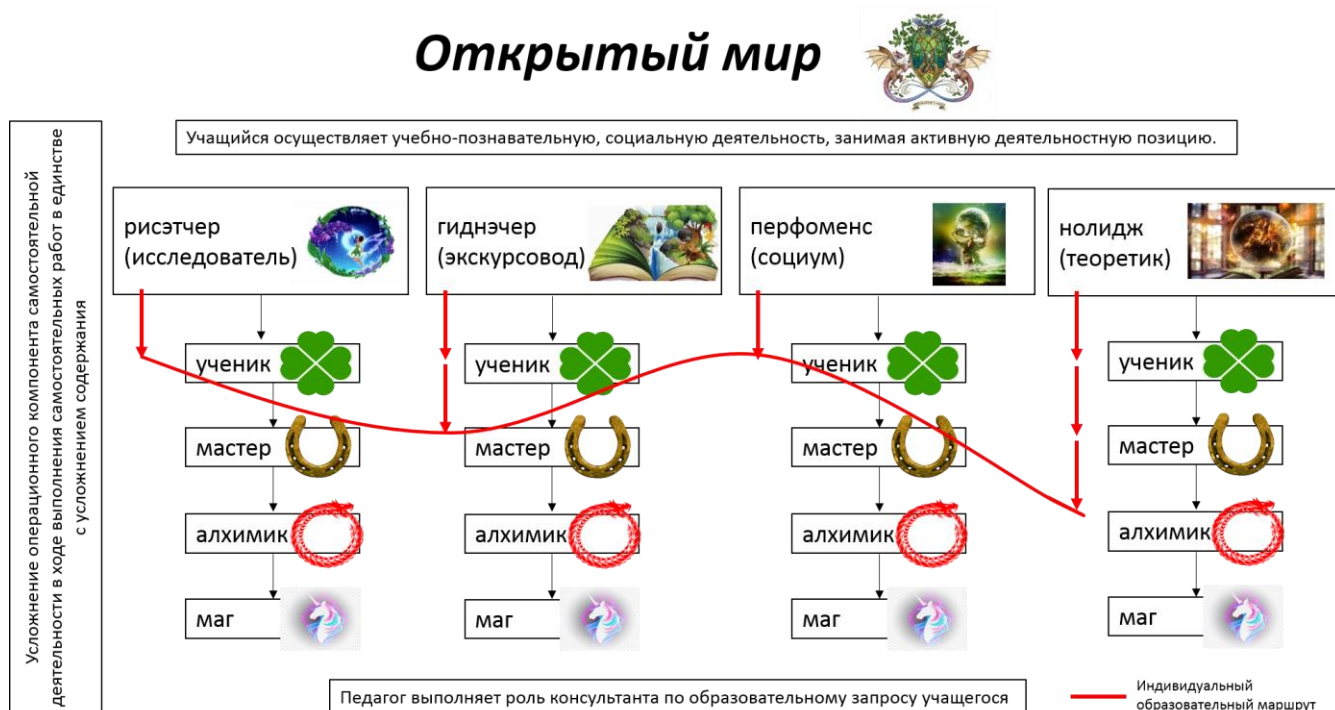 Открытый мир
Учащийся осуществляет учебно-познавательную, социальную деятельность, занимая активную деятельностную позицию.
Усложнение операционного компонента самостоятельной
деятельности в ходе выполнения самостоятельных работ в единстве
с усложнением содержания
рисэтчер
(исследователь)
гиднэчер
(экскурсовод)
перфоменс
(социум)
нолидж
(теоретик)
ученик
ученик
ученик
ученик
мастер
мастер
мастер
мастер
алхимик
алхимик
алхимик
алхимик
маг
маг
маг
маг
Педагог выполняет роль консультанта по образовательному запросу учащегося
Индивидуальный
образовательный маршрут